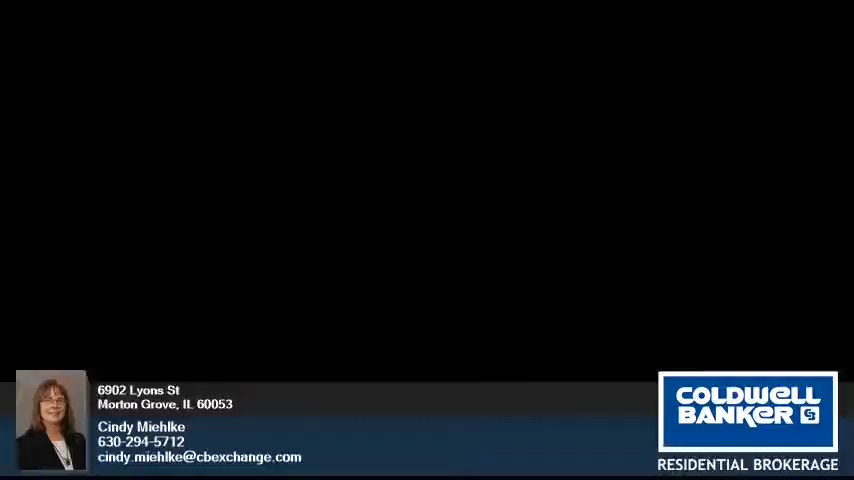 6902 Lyons St
Morton Grove, IL 60053
Cindy Miehlke
630-294-5712
cindy.miehlke@cbexchange.com
COLDWELL
BANKER CB
RESIDENTIAL BROKERAGE